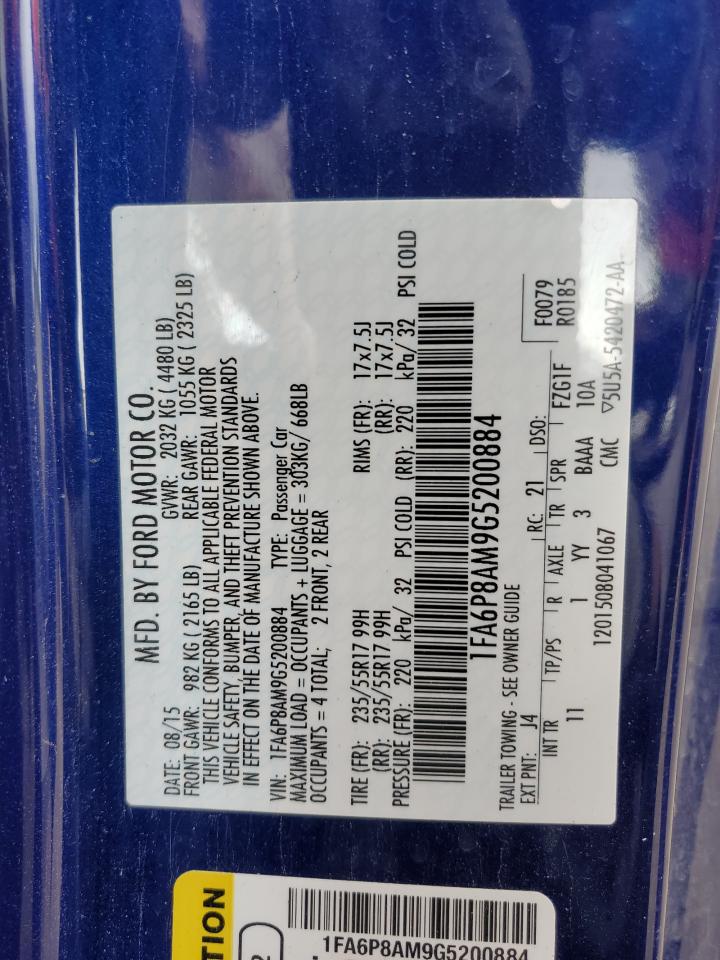 MFD. BY FORD MOTOR CO.
DATE: 08/15 GVWR: 2032 KG ( 4480 LB)
FRONT GAWR: 982 KG ( 2165 LB) REAR GAWR: 1055 KG ( 2325 LB)
THIS VEHICLE CONFORMS TO ALL APPLICABLE FEDERAL MOTOR
VEHICLE SAFETY, BUMPER, AND THEFT PREVENTION STANDARDS
IN EFFECT ON THE DATE OF MANUFACTURE SHOWN ABOVE.
VIN: 1FA6P8AM9G5200884 TYPE: Passenger Car
MAXIMUM LOAD = OCCUPANTS + LUGGAGE = 303KG/ 668LB
OCCUPANTS = 4 TOTAL; 2 FRONT, 2 REAR
TIRE (FR): 235/55R17 99H RIMS (FR): 17x7.5J
(RR): 235/55R17 99H (RR): 17x7.5J
PRESSURE (FR): 220 kPa/ 32 PSI COLD (RR): 220 kPa/ 32 PSI COLD
1FA6P8AM9G5200884
TRAILER TOWING - SEE OWNER GUIDE
EXT PNT: J4 RC: 21 DSO: F0079
R0185
INT TR TP/PS R AXLE TR SPR FZG1F
11 1 YY 3 BAAA 10A
1201508041067 CMC ▽5U5A-5420472-AA
TION
2
1FA6P8AM9G5200884